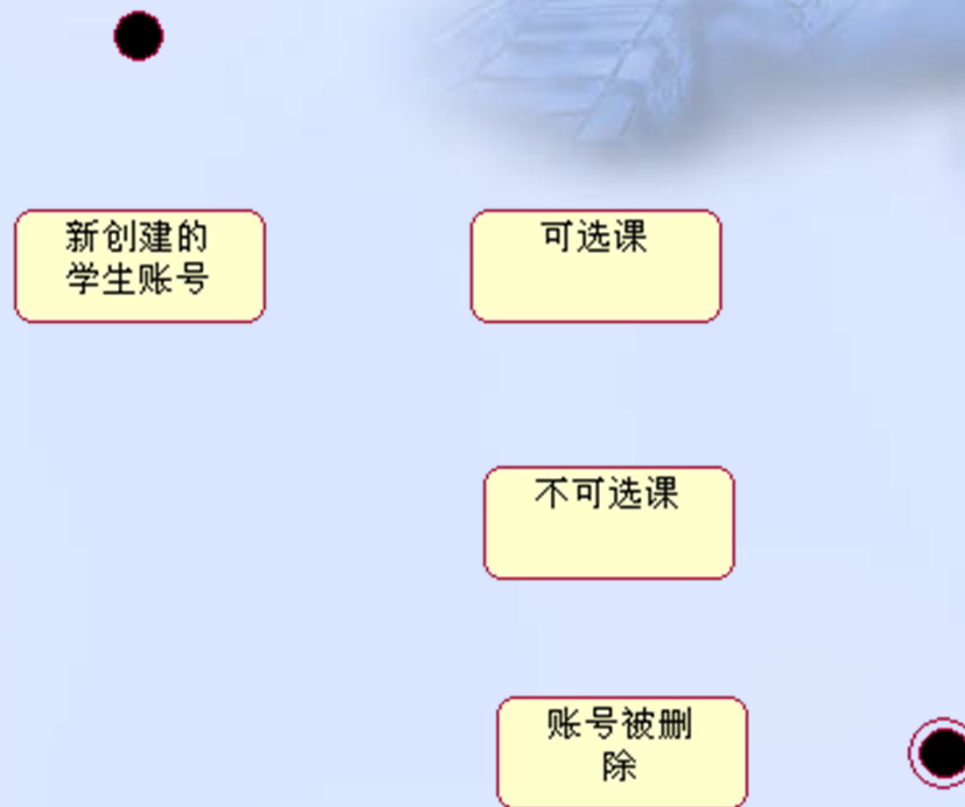 新创建的
学生账号
可选课
不可选课
账号被删
除